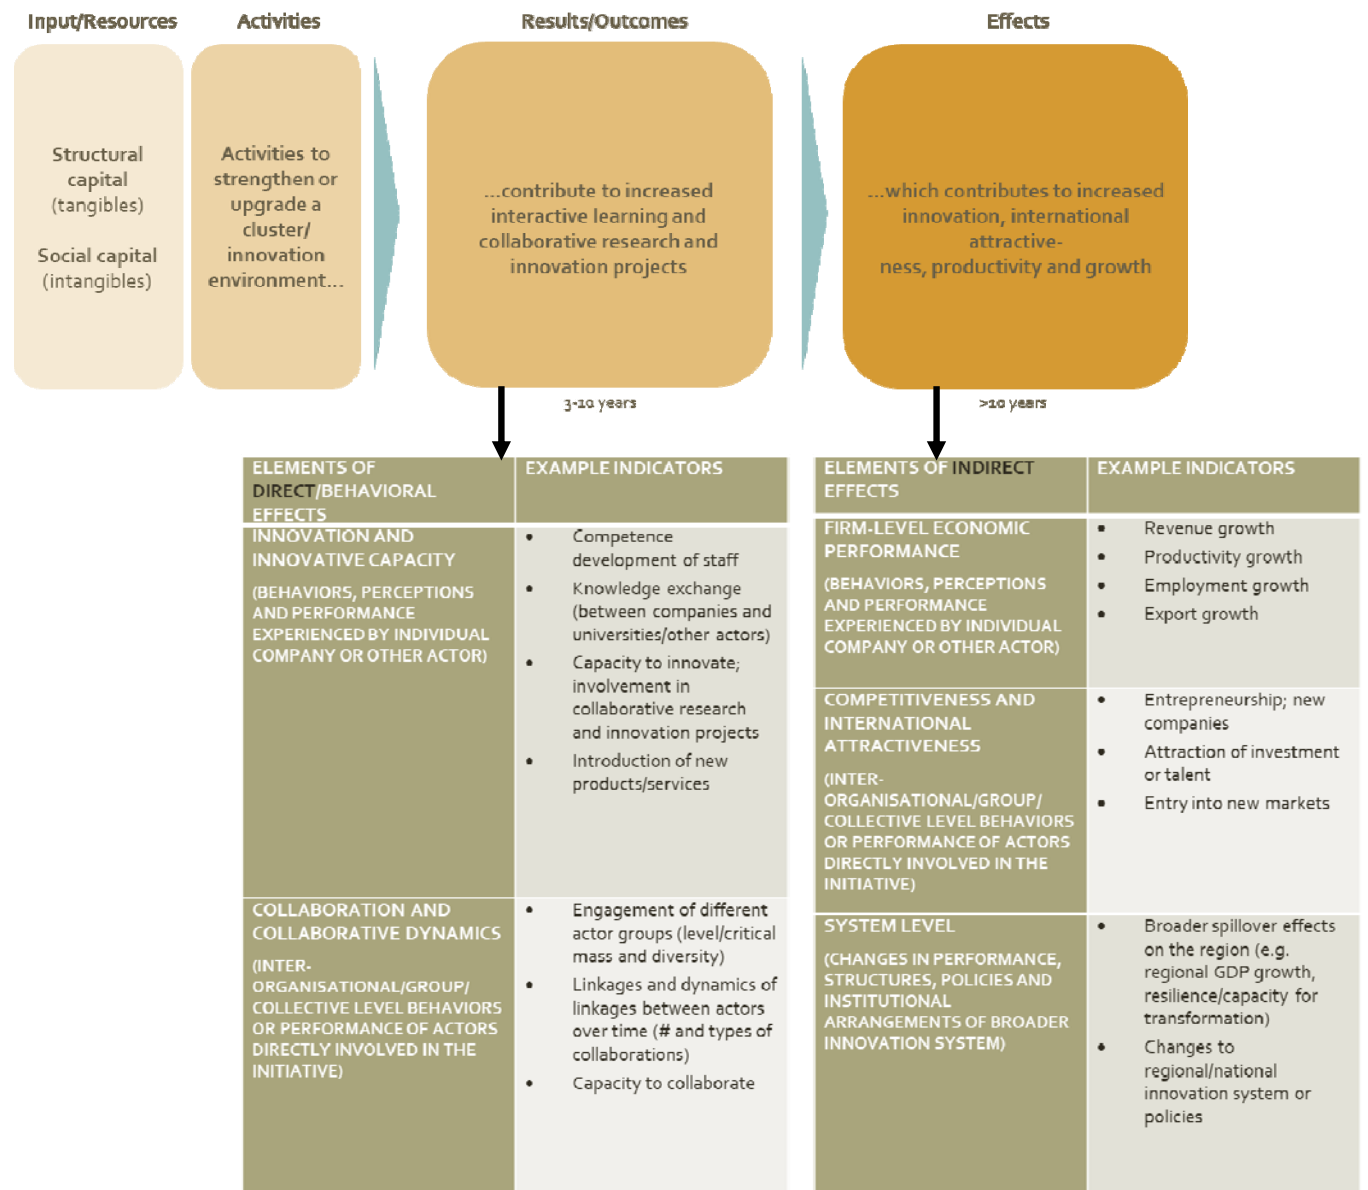 Input/Resources
Activities
Results/Outcomes
Effects
Structural
capital
(tangibles)
Social capital
(intangibles)
Activities to
strengthen or
upgrade a
cluster/
innovation
environment...
...contribute to increased
interactive learning and
collaborative research and
innovation projects
...which contributes to increased
innovation, international
attractive-
ness, productivity and growth
3-10 years
>10 years
ELEMENTS OF
DIRECT/BEHAVIORAL
EFFECTS
EXAMPLE INDICATORS
INNOVATION AND
INNOVATIVE CAPACITY
(BEHAVIORS, PERCEPTIONS
AND PERFORMANCE
EXPERIENCED BY INDIVIDUAL
COMPANY OR OTHER ACTOR)
• Competence
development of staff
• Knowledge exchange
(between companies and
universities/other actors)
• Capacity to innovate;
involvement in
collaborative research
and innovation projects
• Introduction of new
products/services
COLLABORATION AND
COLLABORATIVE DYNAMICS
(INTER-
ORGANISATIONAL/GROUP/
COLLECTIVE LEVEL BEHAVIORS
OR PERFORMANCE OF ACTORS
DIRECTLY INVOLVED IN THE
INITIATIVE)
• Engagement of different
actor groups (level/critical
mass and diversity)
• Linkages and dynamics of
linkages between actors
over time (# and types of
collaborations)
• Capacity to collaborate
ELEMENTS OF INDIRECT
EFFECTS
EXAMPLE INDICATORS
FIRM-LEVEL ECONOMIC
PERFORMANCE
(BEHAVIORS, PERCEPTIONS
AND PERFORMANCE
EXPERIENCED BY INDIVIDUAL
COMPANY OR OTHER ACTOR)
• Revenue growth
• Productivity growth
• Employment growth
• Export growth
COMPETITIVENESS AND
INTERNATIONAL
ATTRACTIVENESS
(INTER-
ORGANISATIONAL/GROUP/
COLLECTIVE LEVEL BEHAVIORS
OR PERFORMANCE OF ACTORS
DIRECTLY INVOLVED IN THE
INITIATIVE)
• Entrepreneurship; new
companies
• Attraction of investment
or talent
• Entry into new markets
SYSTEM LEVEL
(CHANGES IN PERFORMANCE,
STRUCTURES, POLICIES AND
INSTITUTIONAL
ARRANGEMENTS OF BROADER
INNOVATION SYSTEM)
• Broader spillover effects
on the region (e.g.
regional GDP growth,
resilience/capacity for
transformation)
• Changes to
regional/national
innovation system or
policies